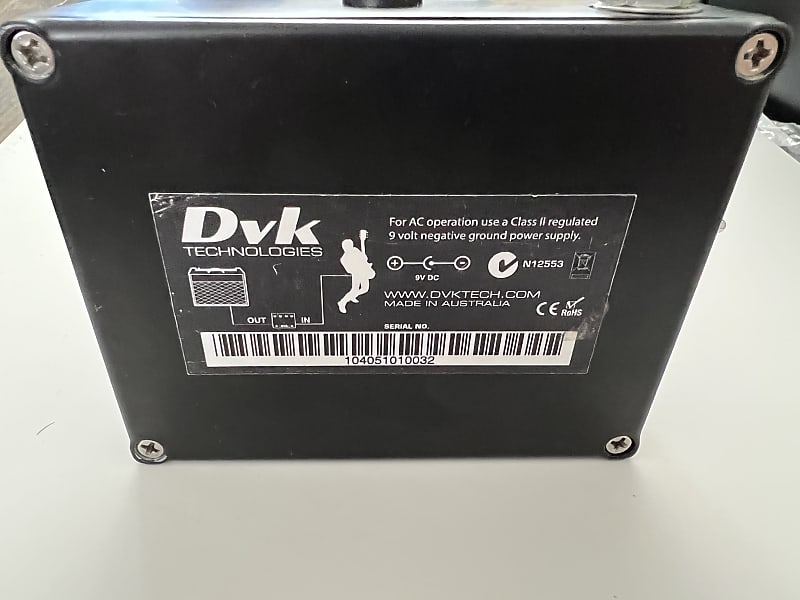 Dvk
TECHNOLOGIES
For AC operation use a Class II regulated
9 volt negative ground power supply.
9V DC
N12553
WWW.DVKTECH.COM
MADE IN AUSTRALIA
CE RoHS
OUT IN
SERIAL NO.
104051010032